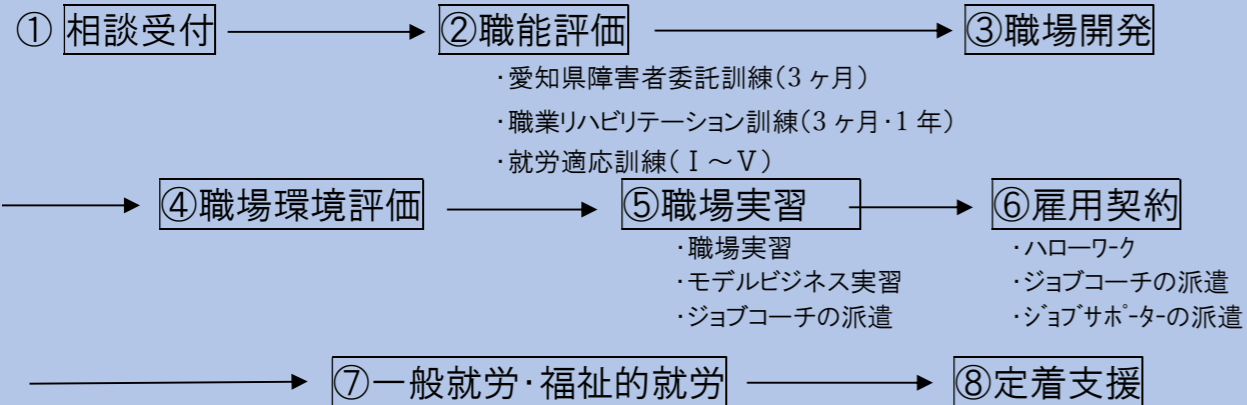 ① 相談受付 ②職能評価 ③職場開発
・愛知県障害者委託訓練(3ヶ月)
・職業リハビリテーション訓練(3ヶ月・1年)
・就労適応訓練(Ⅰ～Ⅴ)
④職場環境評価 ⑤職場実習 ⑥雇用契約
・職場実習 ・ハローワーク
・モデルビジネス実習 ・ジョブコーチの派遣
・ジョブコーチの派遣 ・ジョブサポーターの派遣
⑦一般就労・福祉的就労 ⑧定着支援